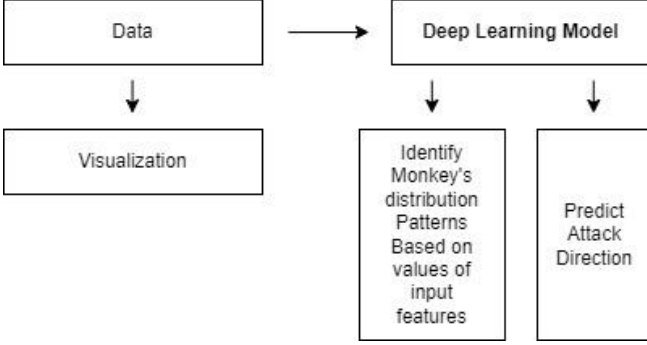 Data
Deep Learning Model
Visualization
Identify
Monkey's
distribution
Patterns
Based on
values of
input
features
Predict
Attack
Direction